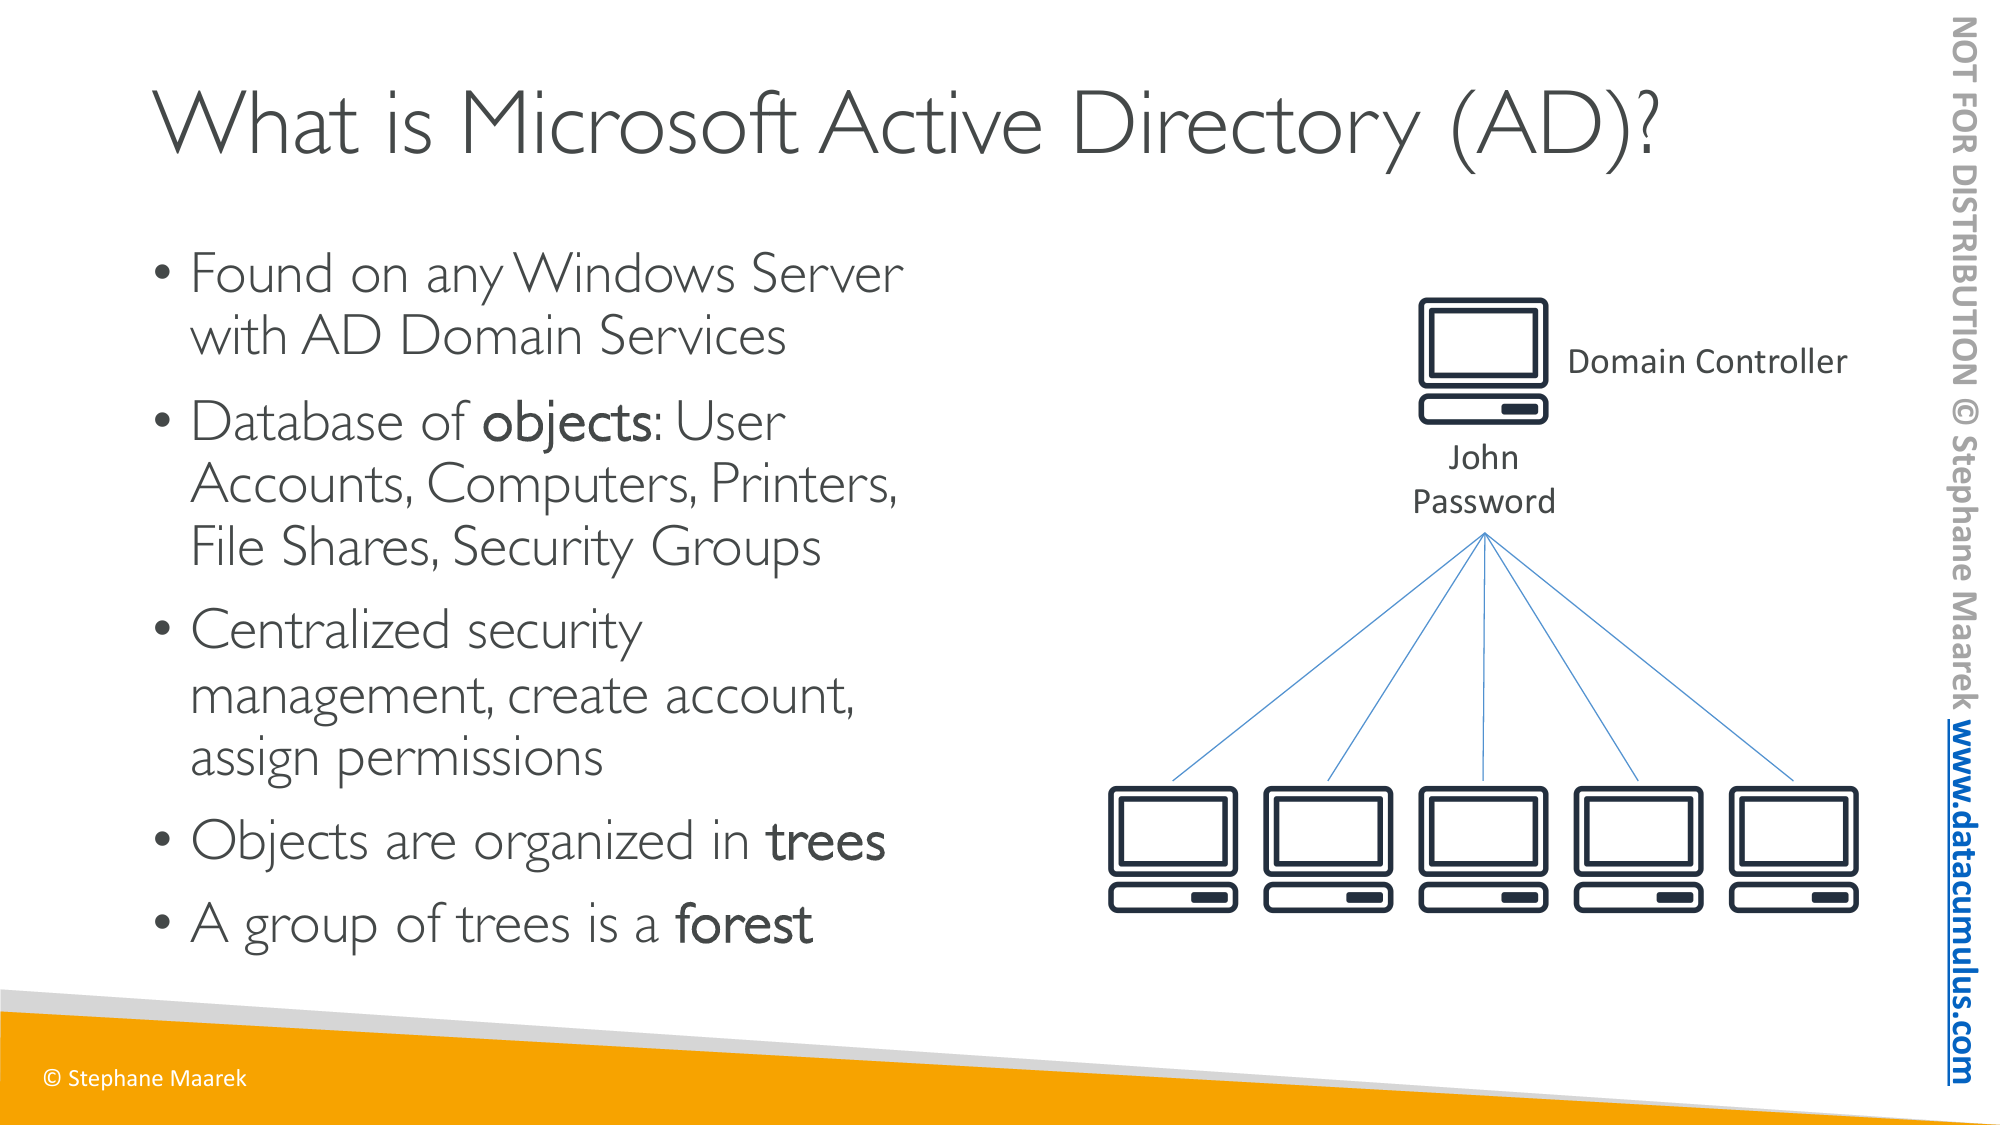 What is Microsoft Active Directory (AD)?
• Found on any Windows Server
with AD Domain Services
• Database of objects: User
Accounts, Computers, Printers,
File Shares, Security Groups
• Centralized security
management, create account,
assign permissions
• Objects are organized in trees
• A group of trees is a forest
Domain Controller
John
Password
© Stephane Maarek
NOT FOR DISTRIBUTION © Stephane Maarek www.datacumulus.com